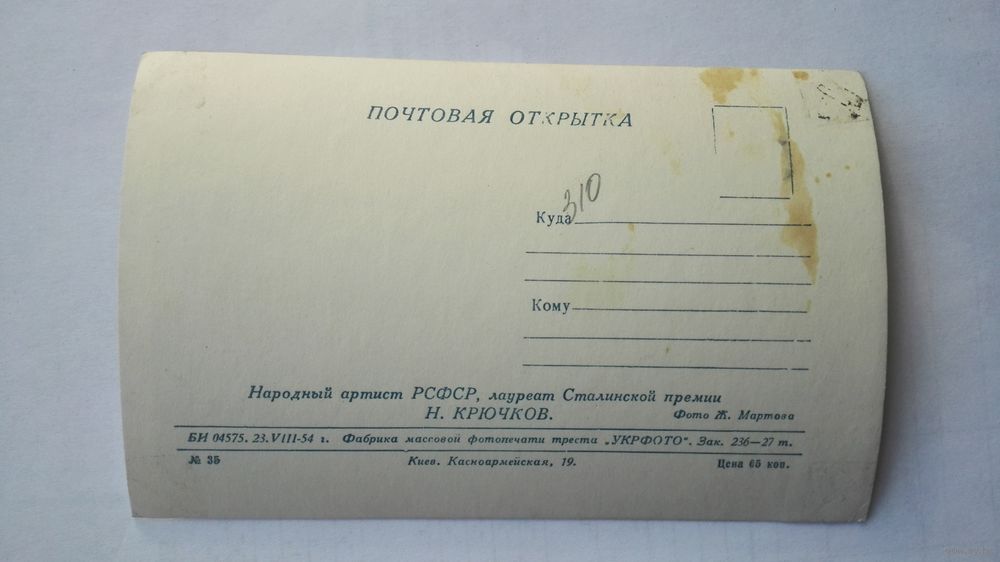 ПОЧТОВАЯ ОТКРЫТКА
310
Куда
Кому
Народный артист РСФСР, лауреат Сталинской премии
Н. КРЮЧКОВ.
Фото Ж. Мартова
БИ 04575. 23.VIII-54 г. Фабрика массовой фотопечати треста „УКРФОТО“. Зак. 236—27 т.
№ 35
Киев. Касноармейская, 19.
Цена 65 коп.